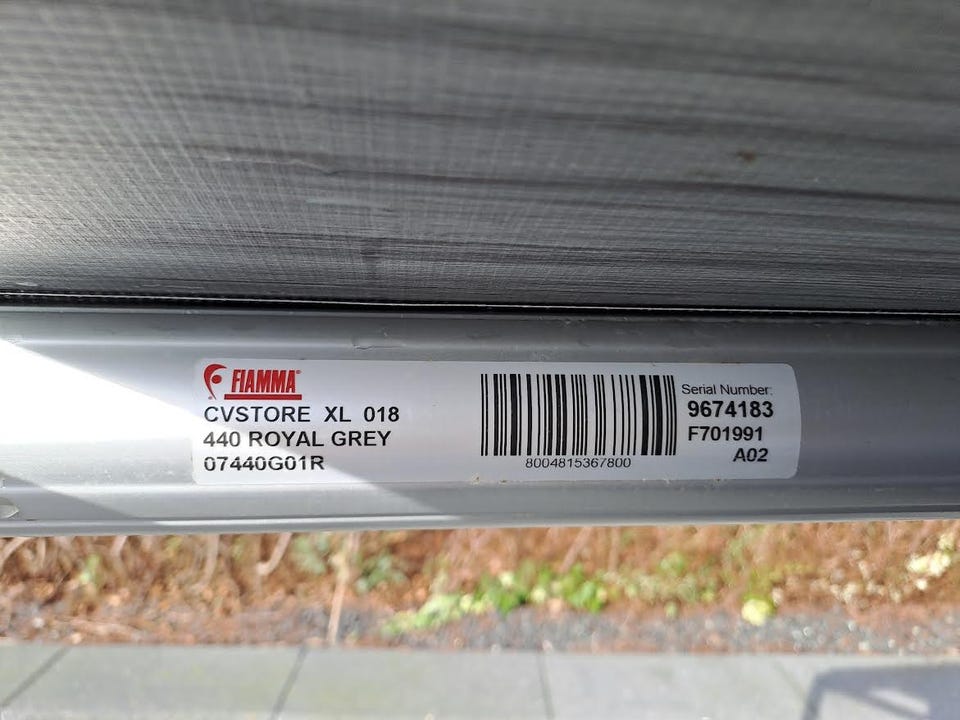 FIAMMA®
CVSTORE XL 018
440 ROYAL GREY
07440G01R
8004815367800
Serial Number:
9674183
F701991
A02